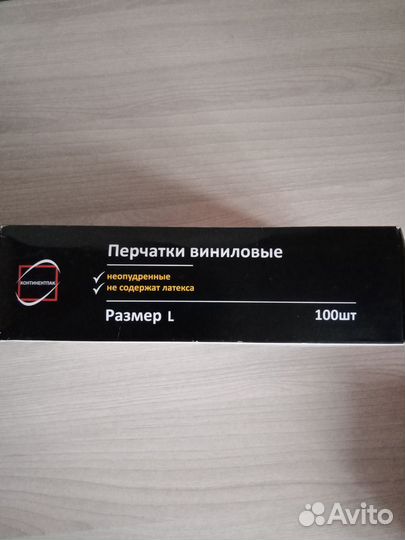 Перчатки виниловые
неопудренные
не содержат латекса
КОНТИНЕНТПАК
Размер L 100шт
Avito